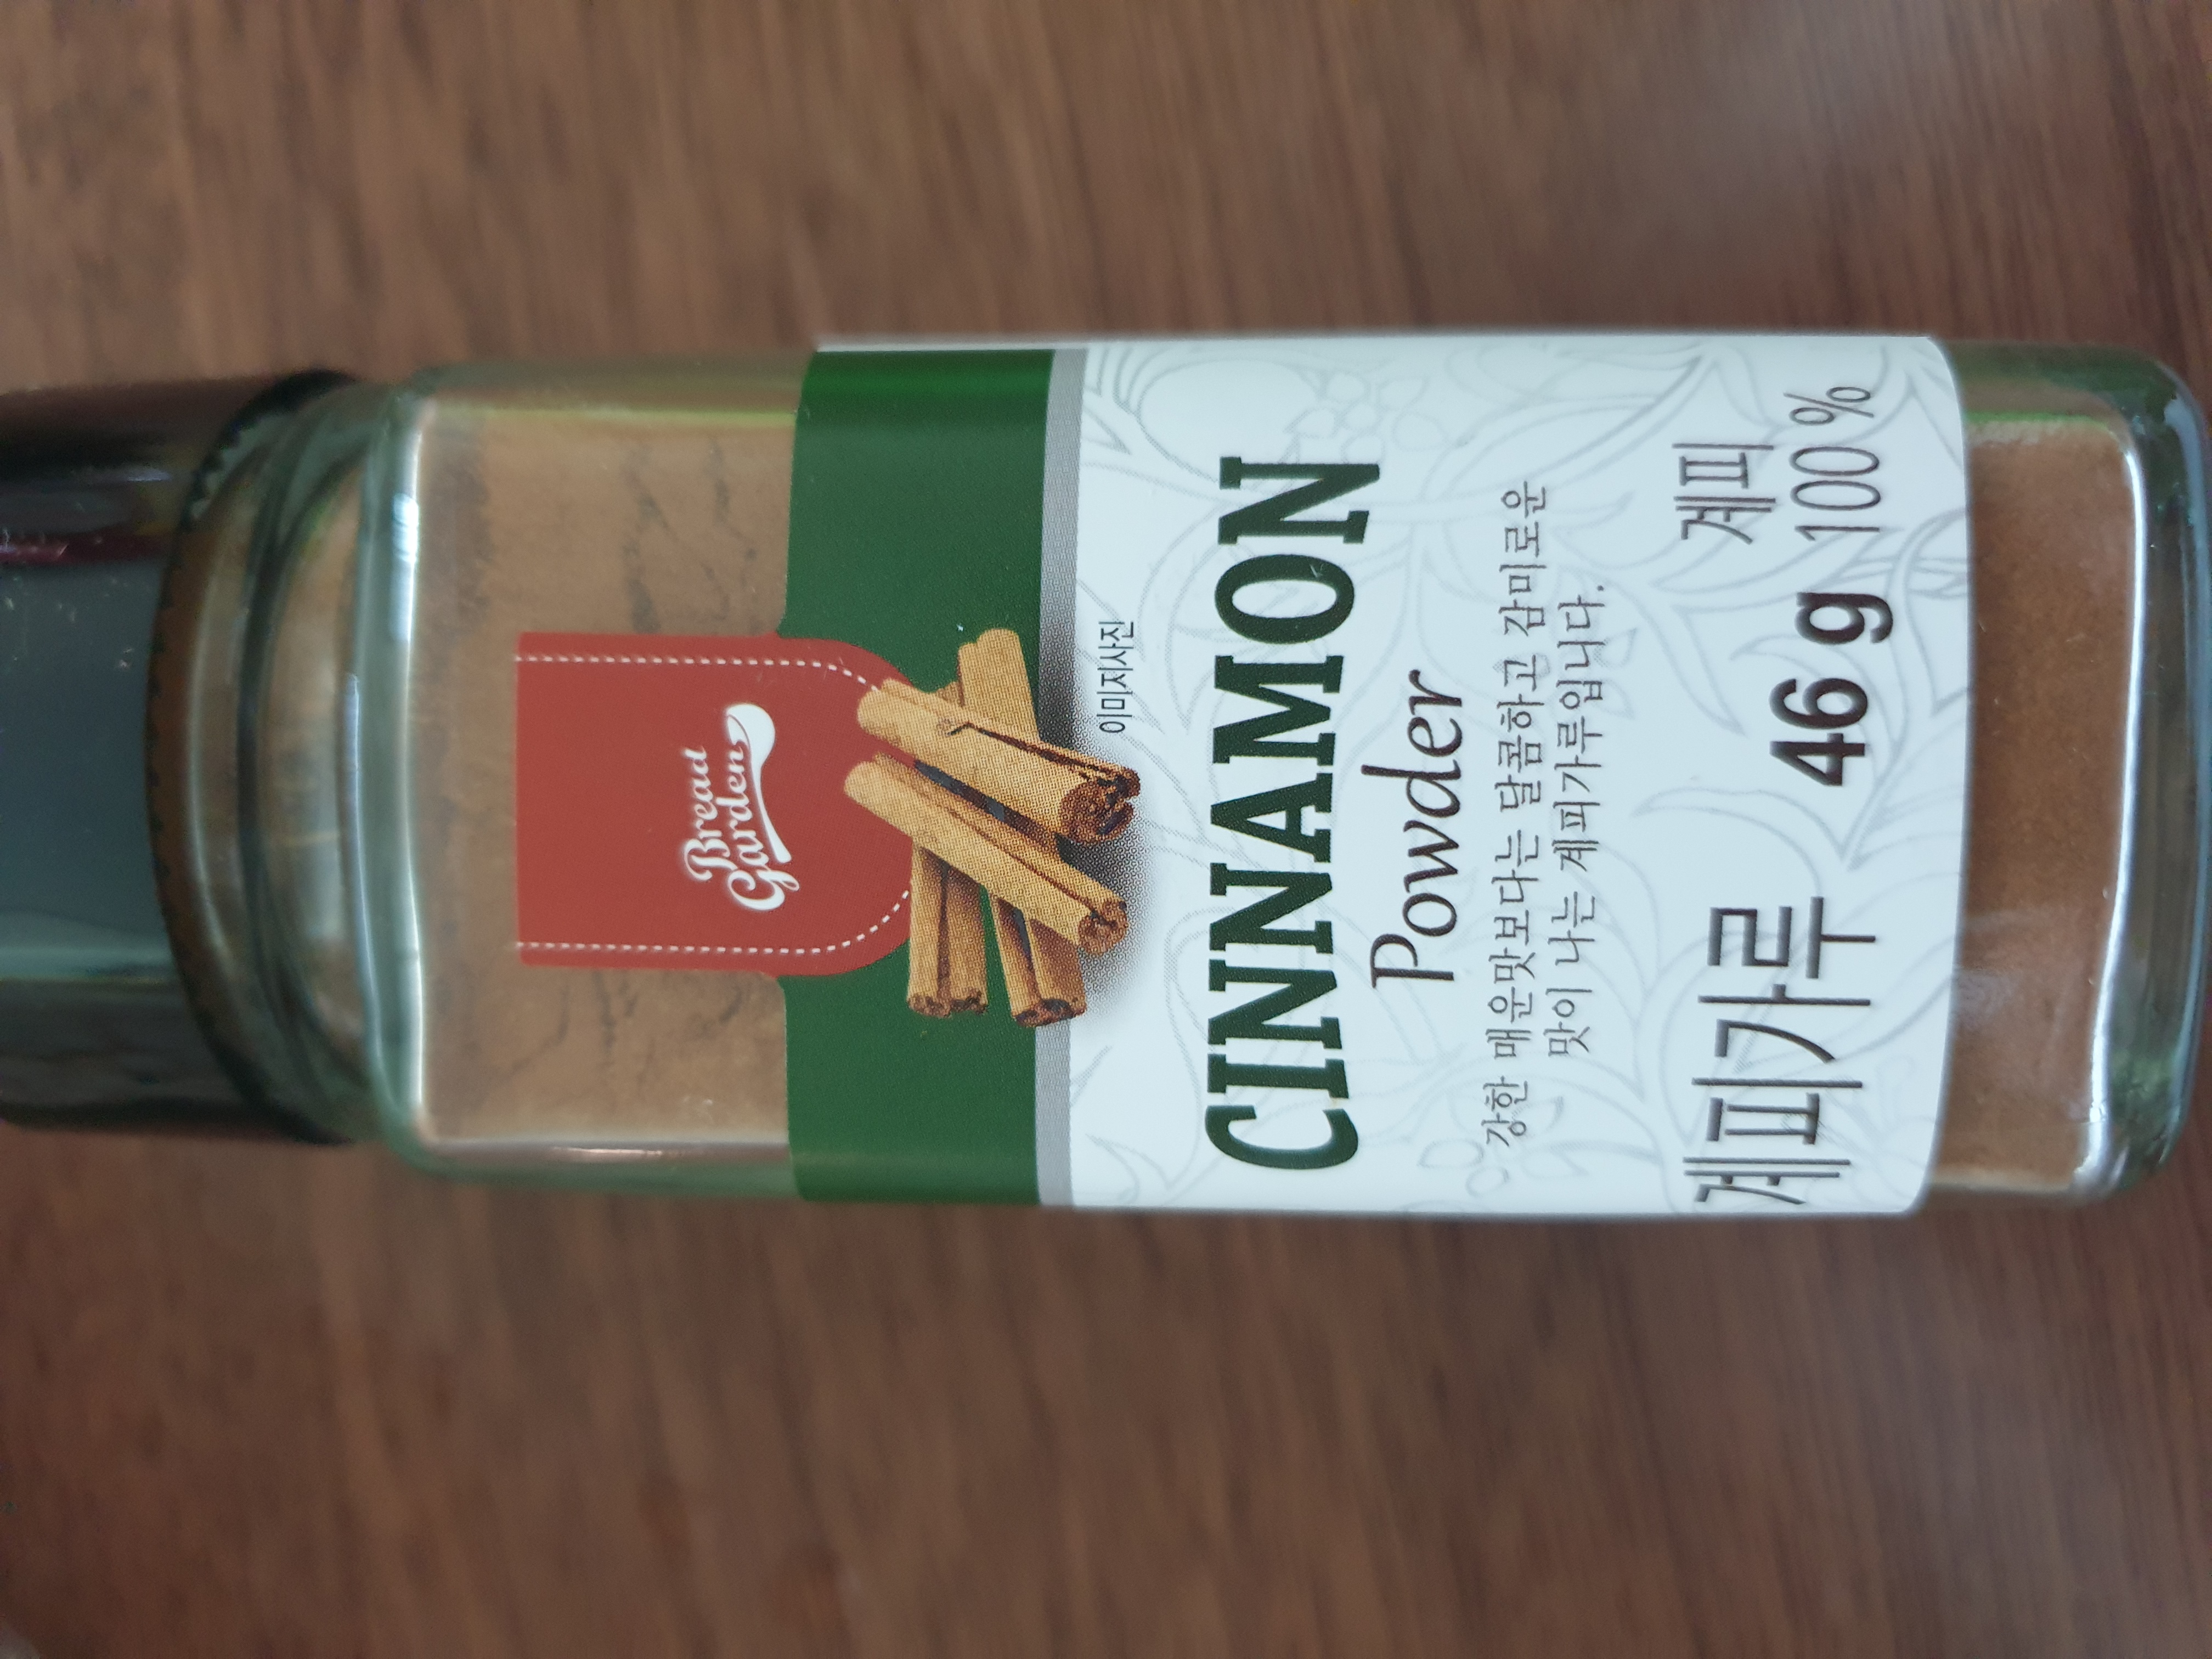 Bread
Garden
이미지사진
CINNAMON
Powder
강한 매운맛보다는 달콤하고 감미로운
맛이 나는 계피가루입니다.
계피가루 46 g 계피
100 %